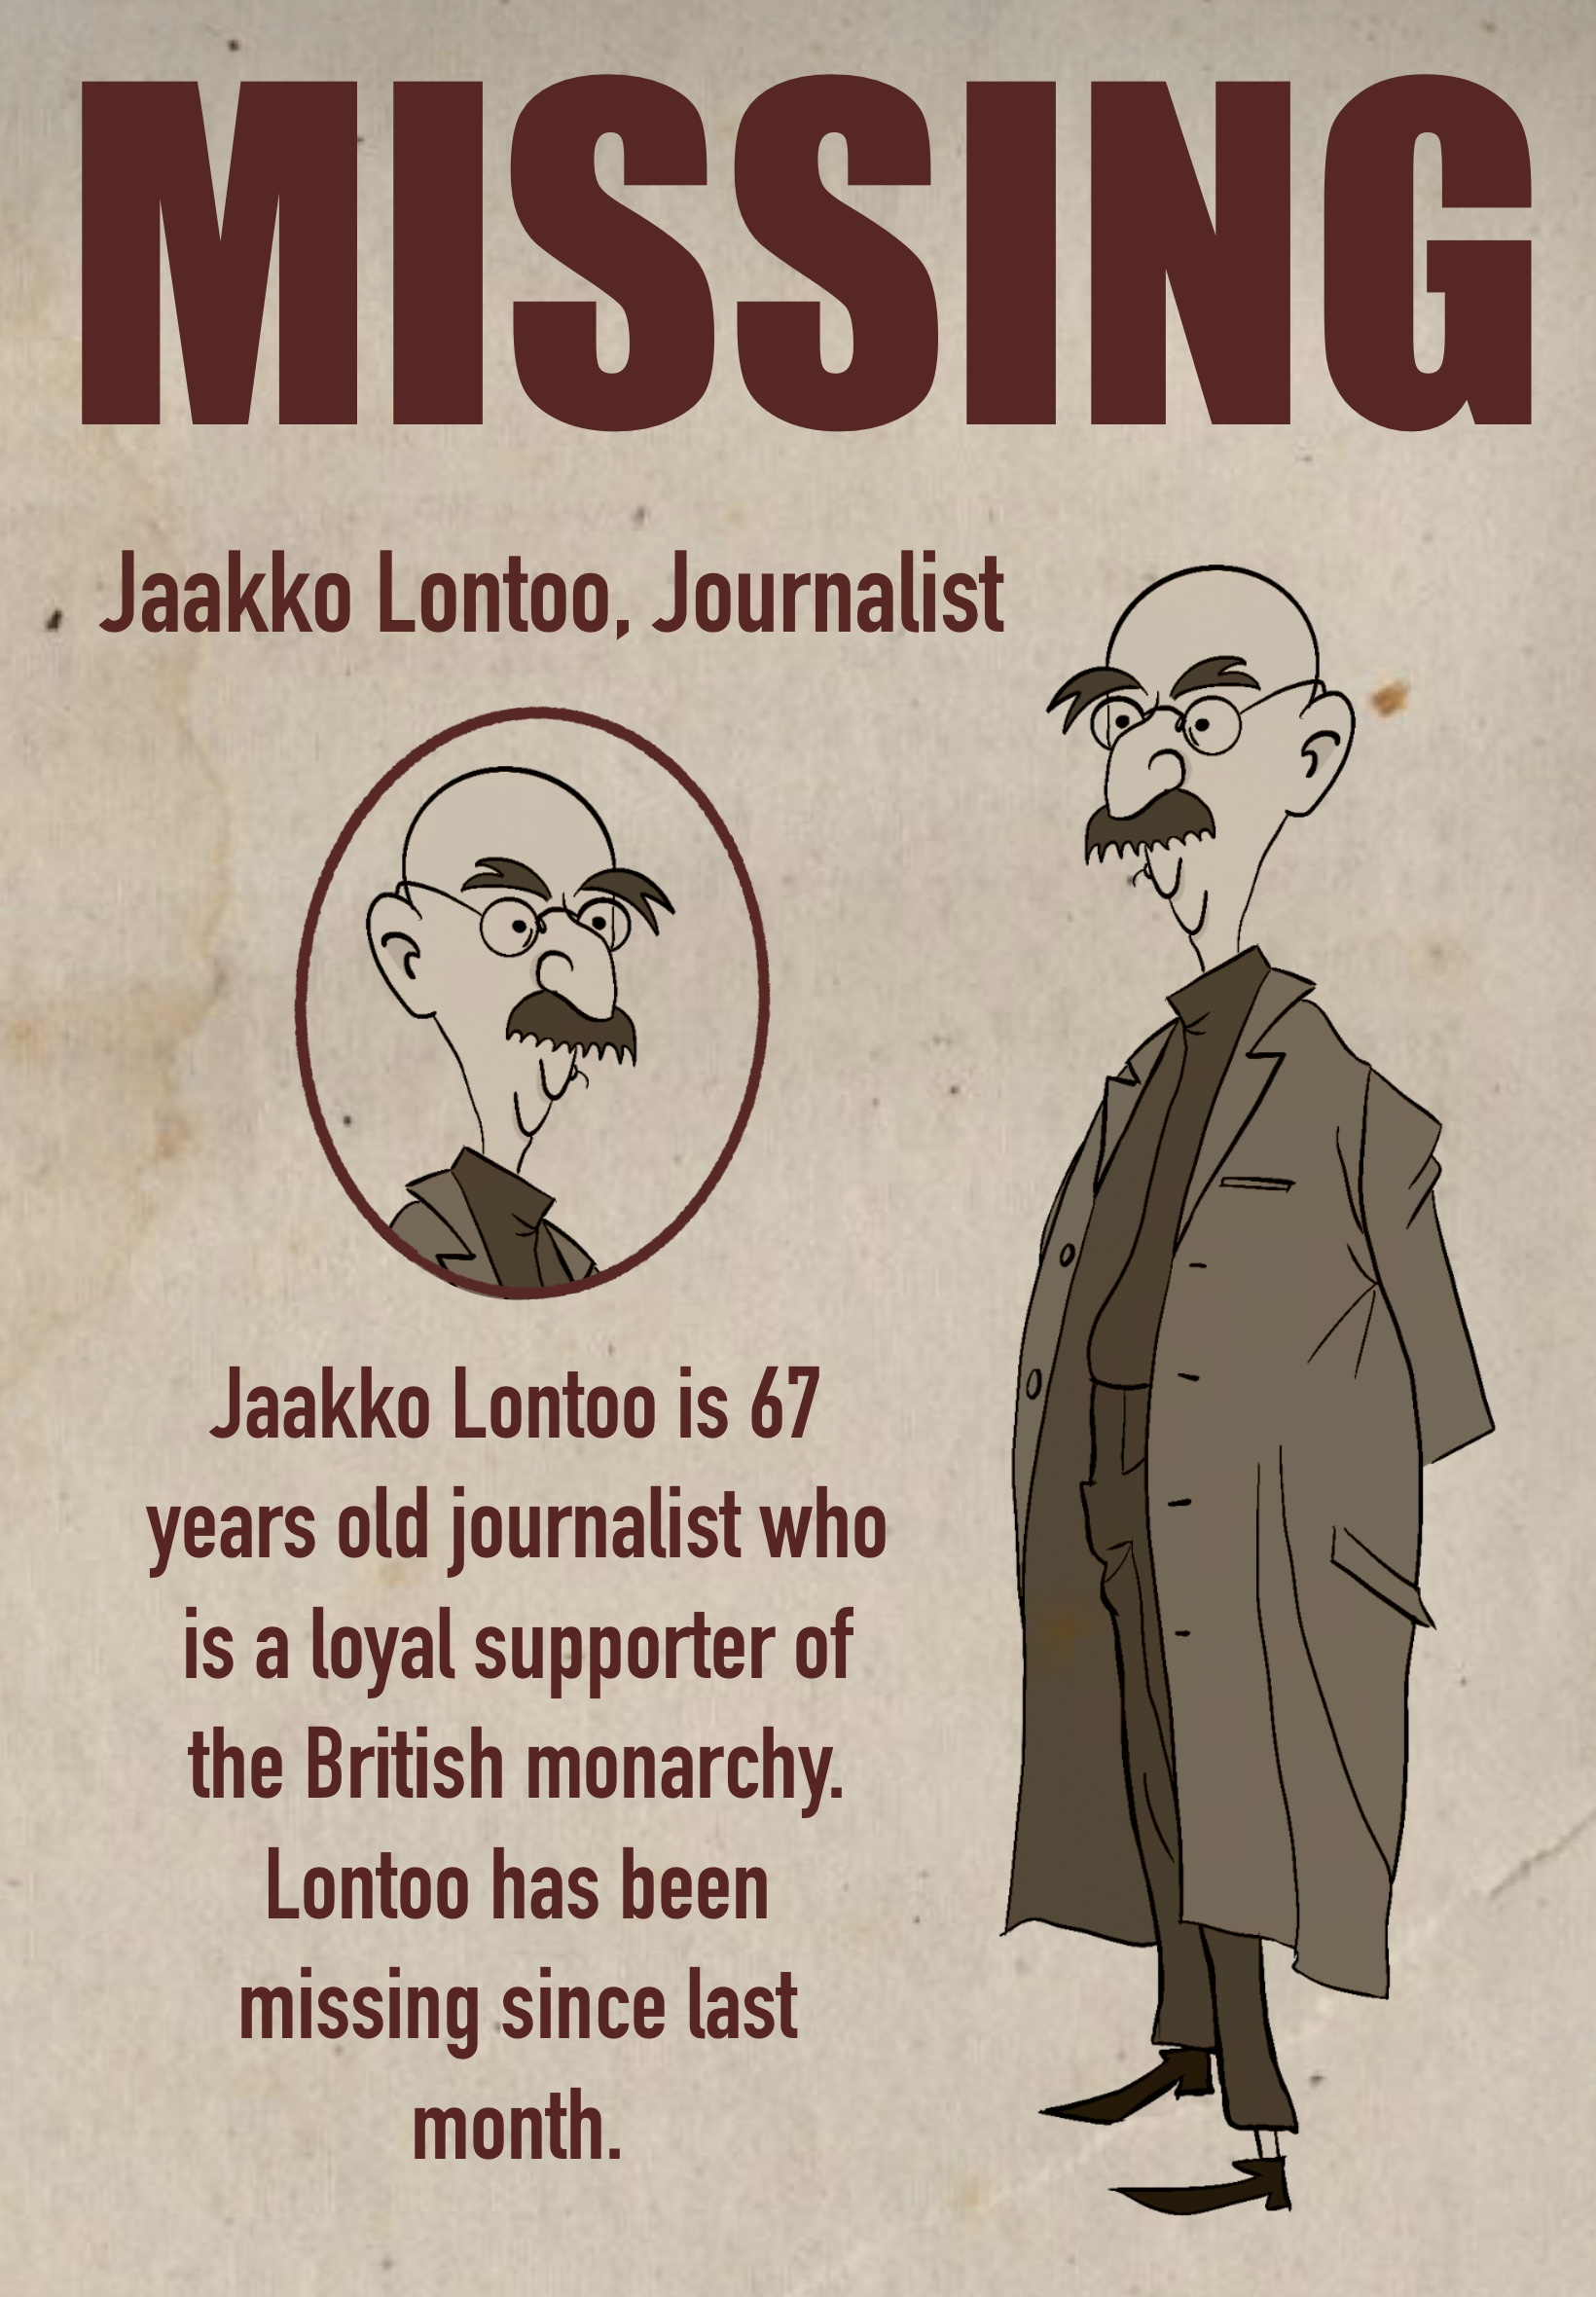 MISSING
Jaakko Lontoo, Journalist
Jaakko Lontoo is 67
years old journalist who
is a loyal supporter of
the British monarchy.
Lontoo has been
missing since last
month.